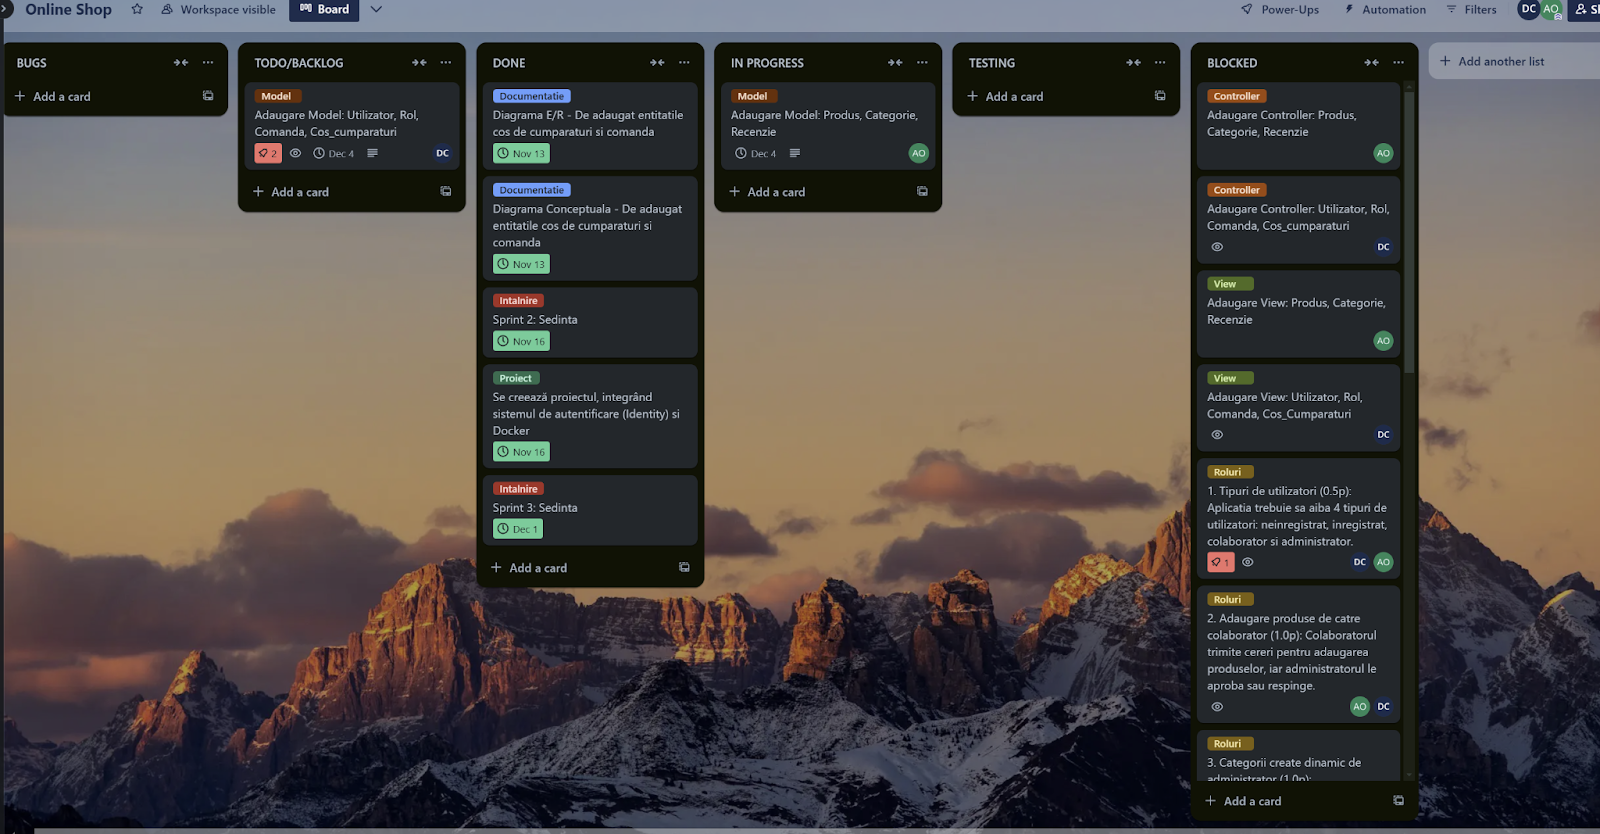 Online Shop
Workspace visible
Board
Power-Ups
Automation
Filters
DC
AO
BUGS
Add a card
TODO/BACKLOG
Model
Adaugare Model: Utilizator, Rol,
Comanda, Cos_cumparaturi
2
Dec 4
DC
Add a card
DONE
Documentatie
Diagrama E/R - De adaugat entitatile
cos de cumparaturi si comanda
Nov 13
Documentatie
Diagrama Conceptuala - De adaugat
entitatile cos de cumparaturi si
comanda
Nov 13
Intalnire
Sprint 2: Sedinta
Nov 16
Proiect
Se creează proiectul, integrând
sistemul de autentificare (Identity) si
Docker
Nov 16
Intalnire
Sprint 3: Sedinta
Dec 1
Add a card
IN PROGRESS
Model
Adaugare Model: Produs, Categorie,
Recenzie
Dec 4
AO
Add a card
TESTING
Add a card
BLOCKED
Controller
Adaugare Controller: Produs,
Categorie, Recenzie
AO
Controller
Adaugare Controller: Utilizator, Rol,
Comanda, Cos_cumparaturi
DC
View
Adaugare View: Produs, Categorie,
Recenzie
AO
View
Adaugare View: Utilizator, Rol,
Comanda, Cos_Cumparaturi
DC
Roluri
1. Tipuri de utilizatori (0.5p):
Aplicatia trebuie sa aiba 4 tipuri de
utilizatori: neinregistrat, inregistrat,
colaborator si administrator.
1
DC
AO
Roluri
2. Adaugare produse de catre
colaborator (1.0p): Colaboratorul
trimite cereri pentru adaugarea
produselor, iar administratorul le
aproba sau respinge.
AO
DC
Roluri
3. Categorii create dinamic de
administrator (1.0p):
Add a card
Add another list